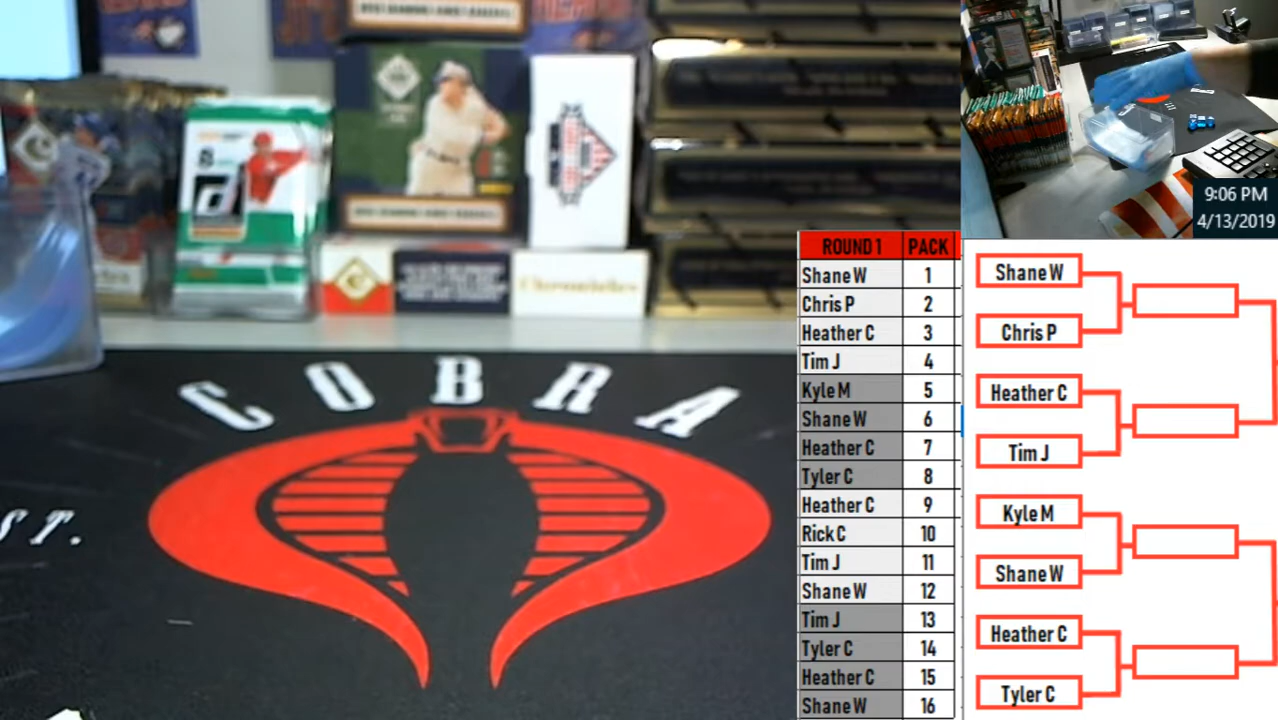 COBRA
ST.
Chronicles
9:06 PM
4/13/2019
ROUND 1 PACK
Shane W 1
Chris P 2
Heather C 3
Tim J 4
Kyle M 5
Shane W 6
Heather C 7
Tyler C 8
Heather C 9
Rick C 10
Tim J 11
Shane W 12
Tim J 13
Tyler C 14
Heather C 15
Shane W 16
Shane W
Chris P
Heather C
Tim J
Kyle M
Shane W
Heather C
Tyler C